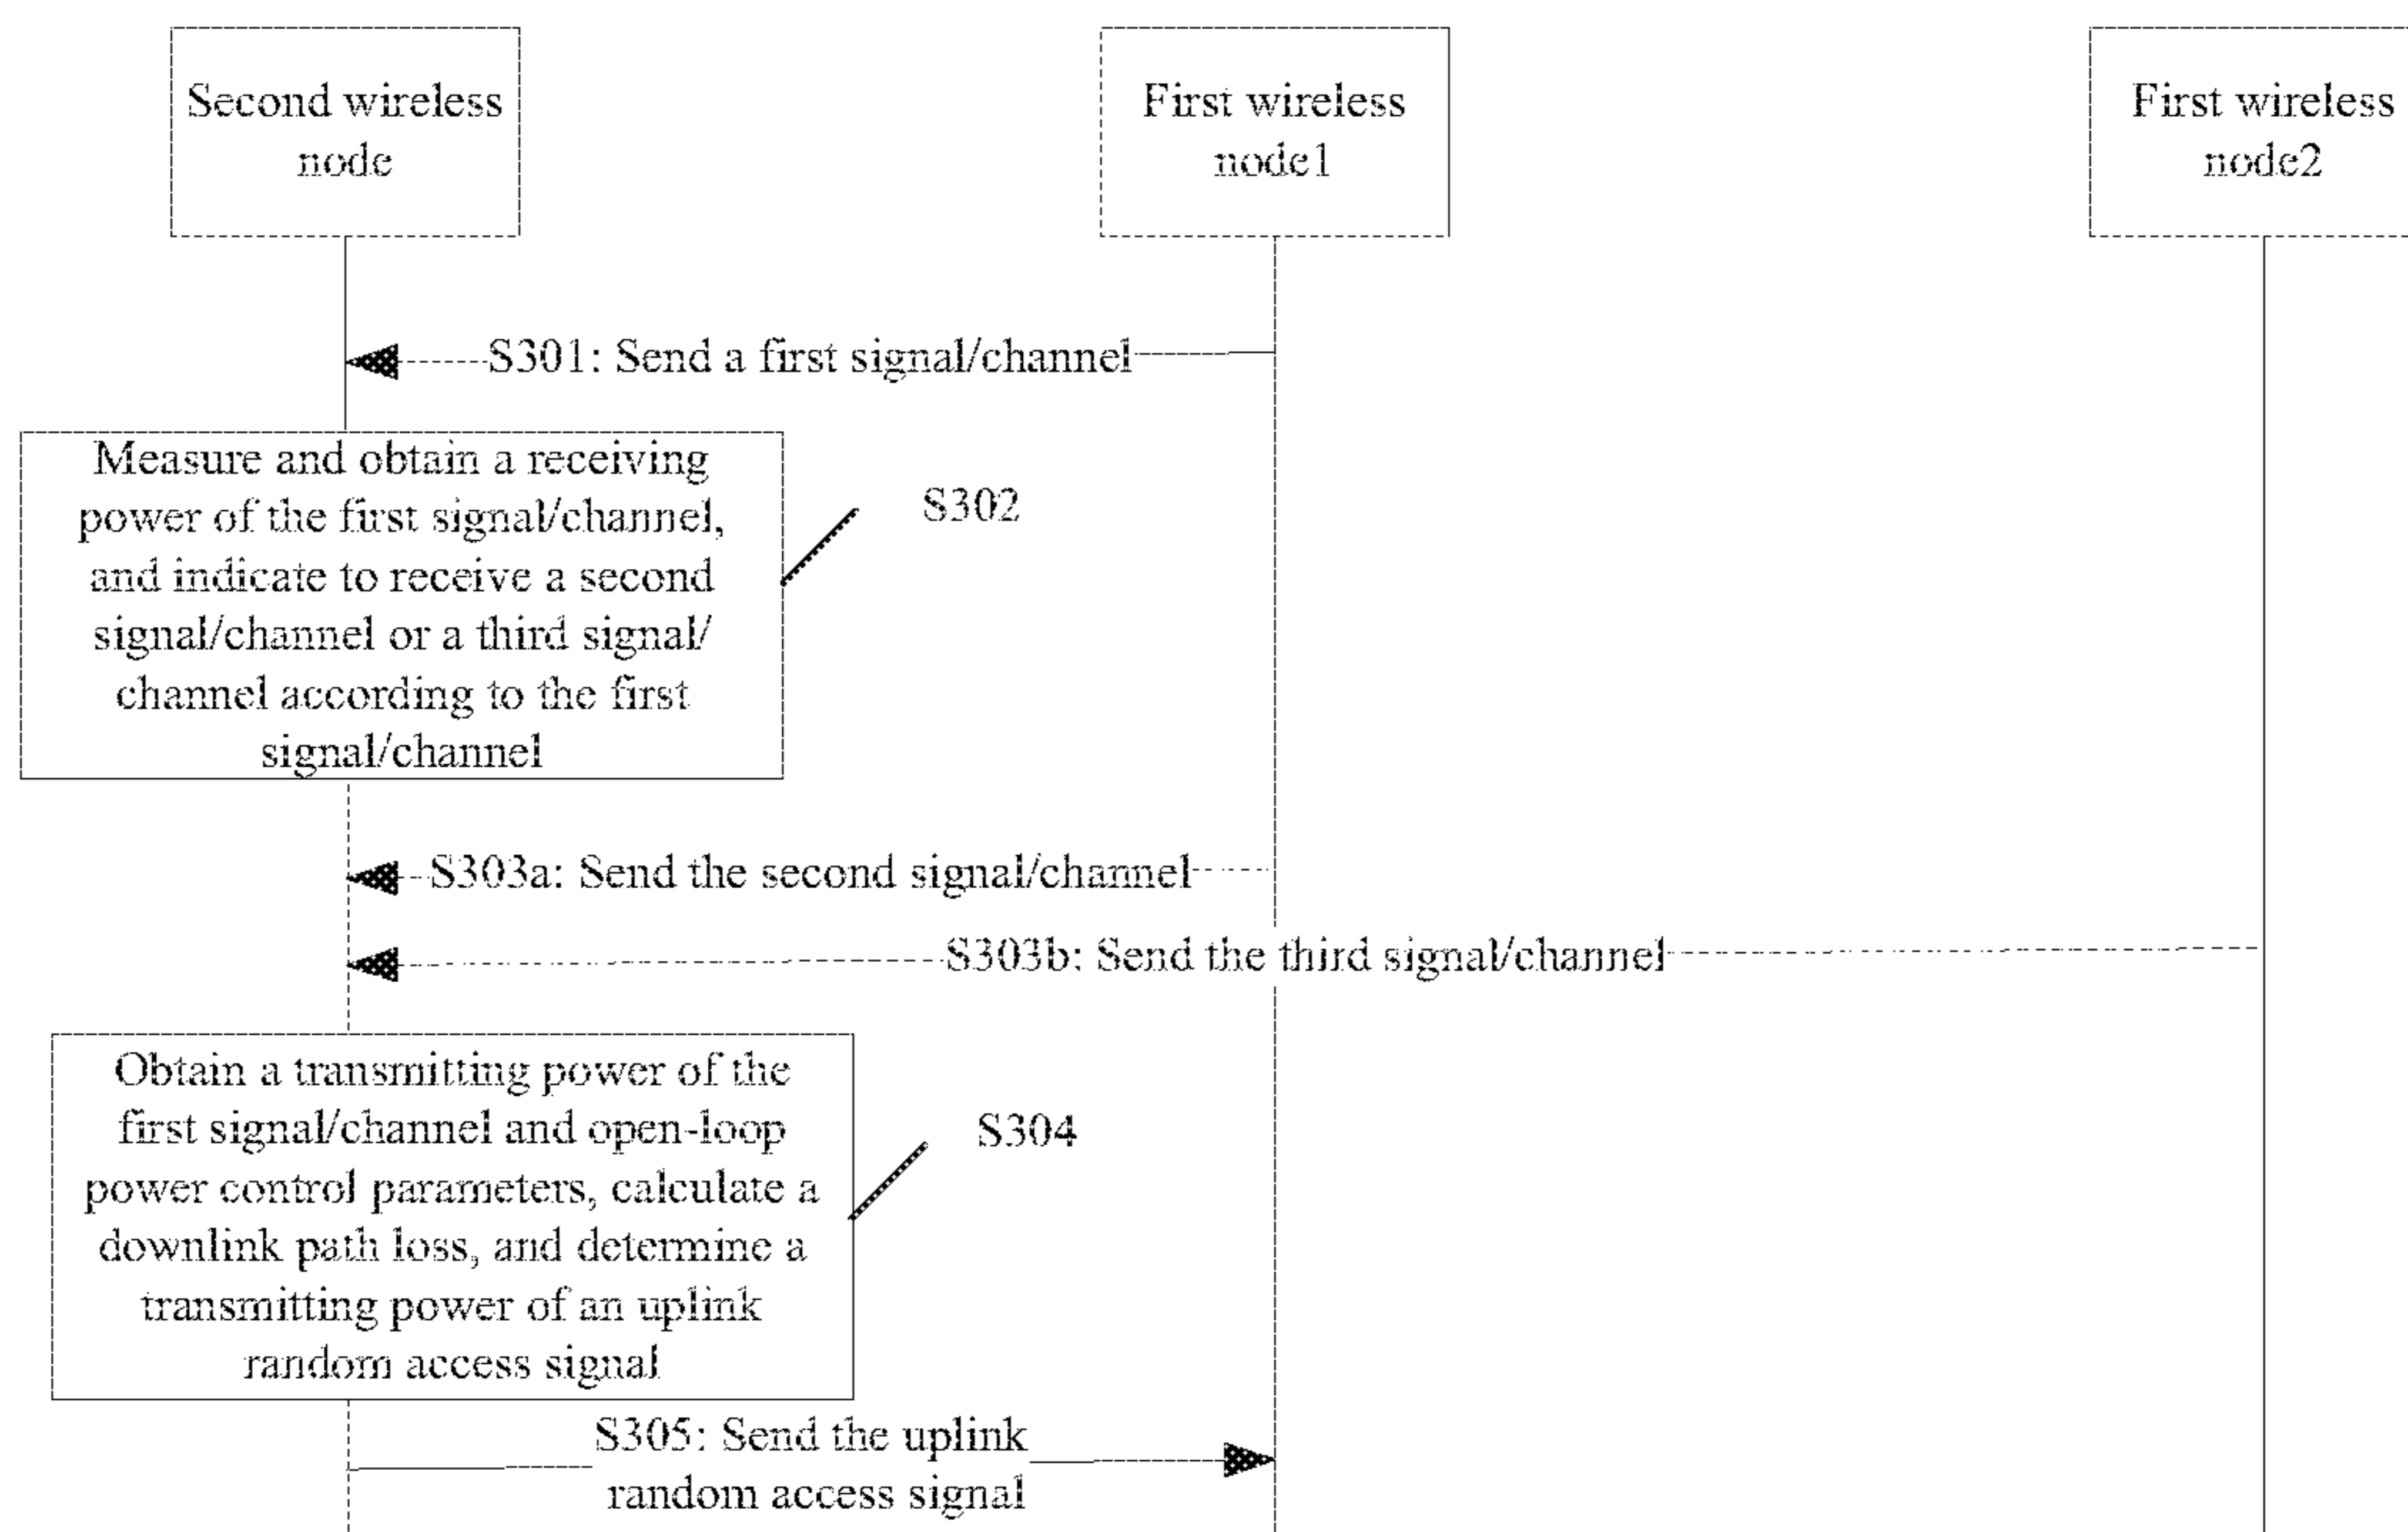 Second wireless
node
First wireless
node1
First wireless
node2
S301: Send a first signal/channel
Measure and obtain a receiving
power of the first signal/channel,
and indicate to receive a second
signal/channel or a third signal/
channel according to the first
signal/channel
S302
S303a: Send the second signal/channel
S303b: Send the third signal/channel
Obtain a transmitting power of the
first signal/channel and open-loop
power control parameters, calculate a
downlink path loss, and determine a
transmitting power of an uplink
random access signal
S304
S305: Send the uplink
random access signal